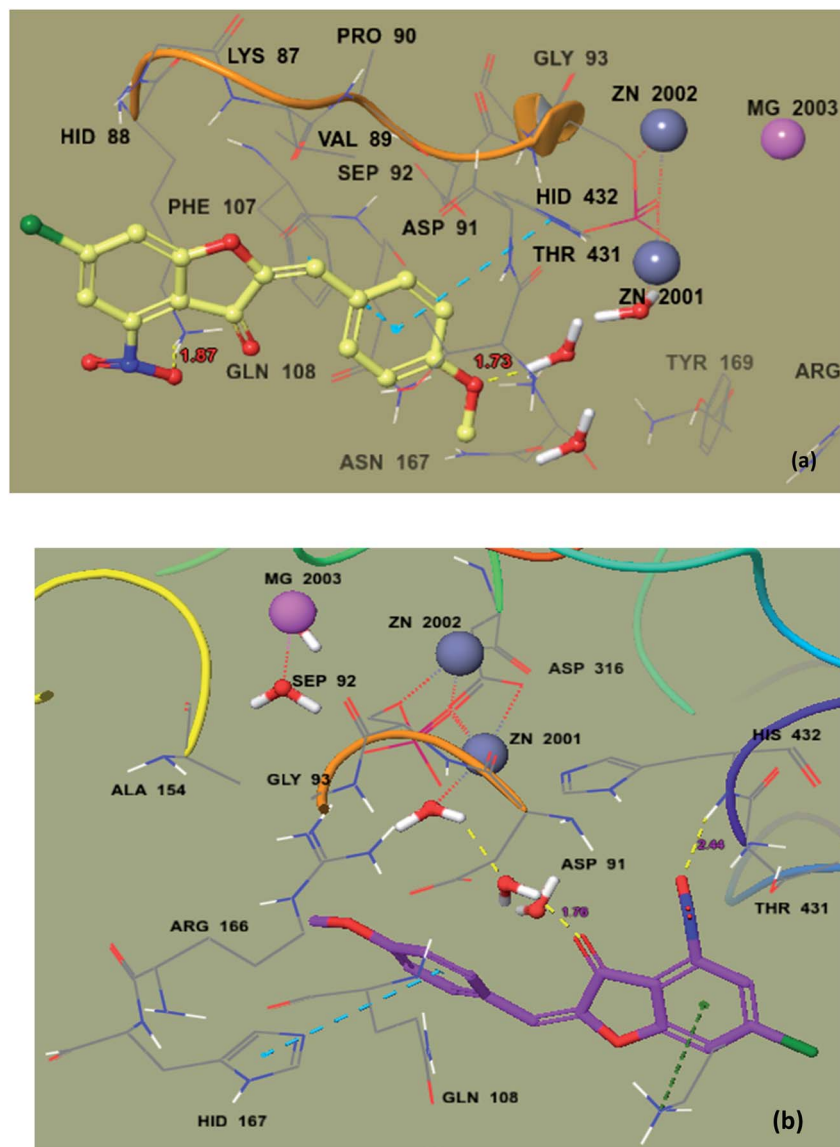 LYS 87
PRO 90
GLY 93
ZN 2002
MG 2003
HID 88
VAL 89
SEP 92
HID 432
PHE 107
ASP 91
THR 431
ZN 2001
1.87
GLN 108
1.73
TYR 169
ARG
ASN 167
(a)
MG 2003
ZN 2002
SEP 92
ASP 316
ZN 2001
HIS 432
ALA 154
GLY 93
2.44
ASP 91
THR 431
1.76
ARG 166
GLN 108
HID 167
(b)